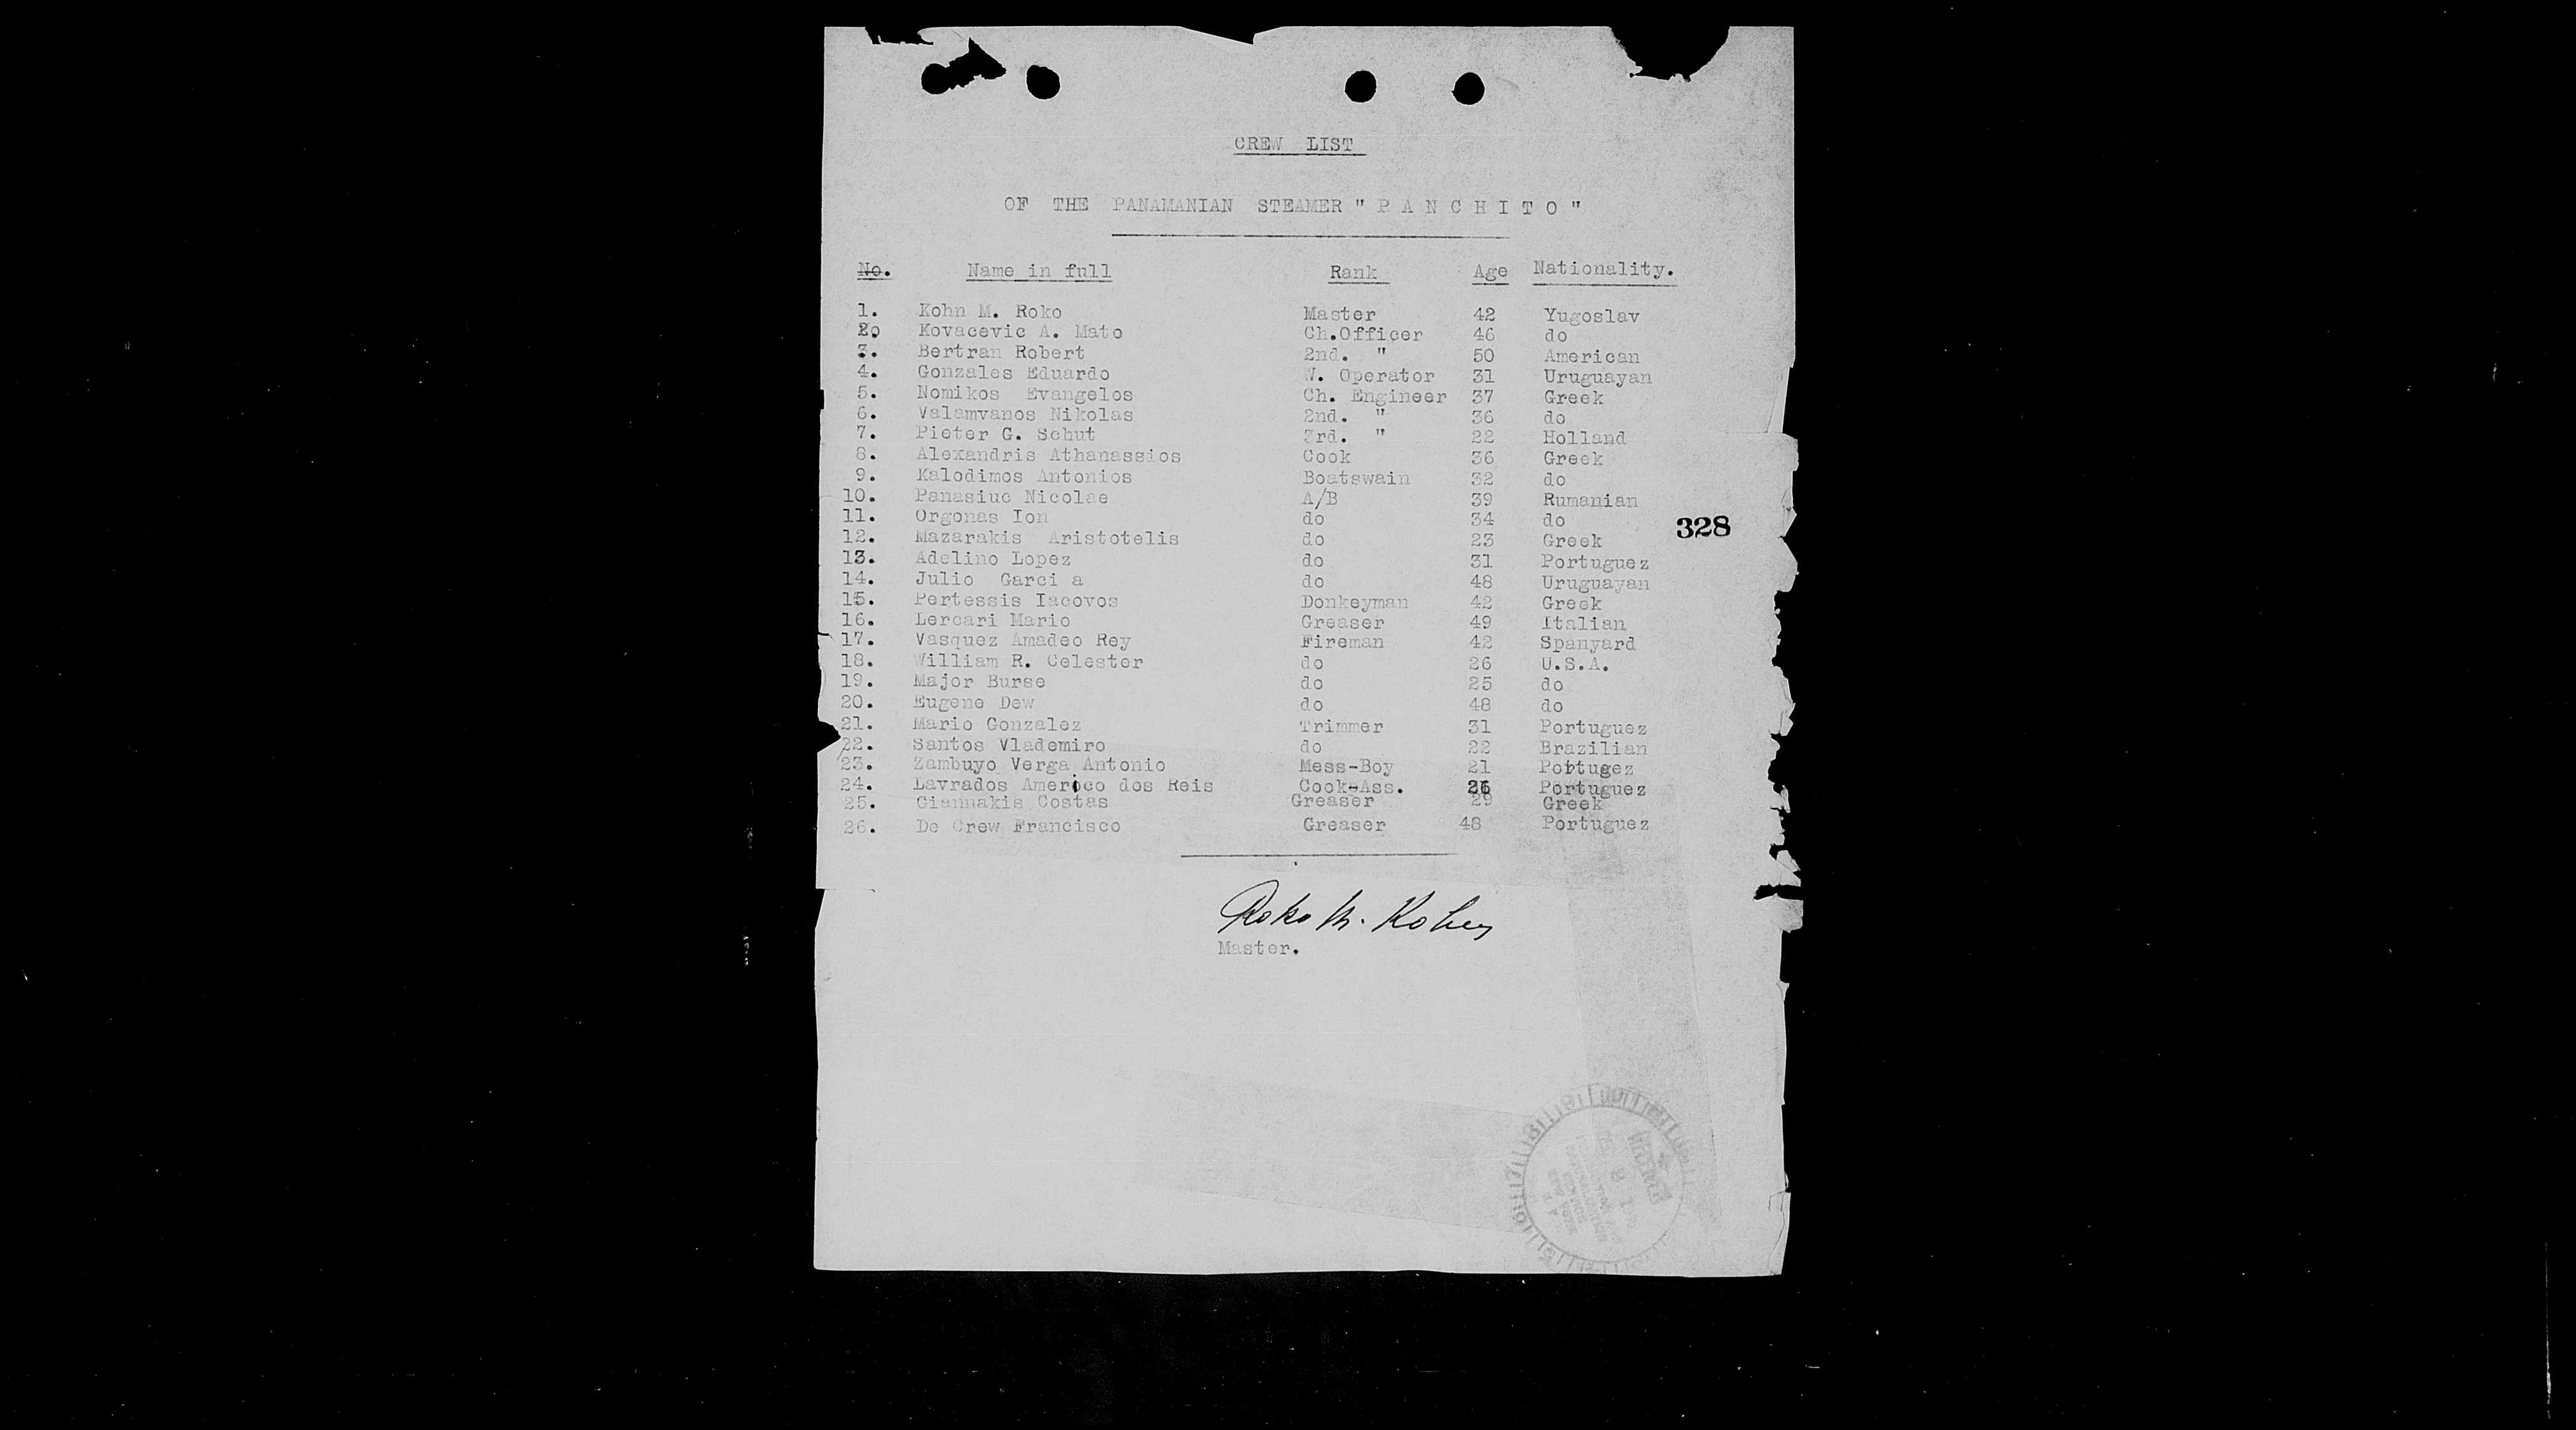 CREW LIST
OF THE PANAMANIAN STEAMER " P A N C H I T O "
No. Name in full Rank Age Nationality.
1. Kohn M. Roko Master 42 Yugoslav
2. Kovacevic A. Mato Ch.Officer 46 do
3. Bertran Robert 2nd. " 50 American
4. Gonzales Eduardo W. Operator 31 Uruguayan
5. Nomikos Evangelos Ch. Engineer 37 Greek
6. Valamvanos Nikolas 2nd. " 36 do
7. Pieter G. Schut 3rd. " 22 Holland
8. Alexandris Athanassios Cook 36 Greek
9. Kalodimos Antonios Boatswain 32 do
10. Panasiuc Nicolae A/B 39 Rumanian
11. Orgonas Ion do 34 do
328
12. Mazarakis Aristotelis do 23 Greek
13. Adelino Lopez do 31 Portuguez
14. Julio Garci a do 48 Uruguayan
15. Pertessis Iacovos Donkeyman 42 Greek
16. Lercari Mario Greaser 49 Italian
17. Vasquez Amadeo Rey Fireman 42 Spanyard
18. William R. Celester do 26 U.S.A.
19. Major Burse do 25 do
20. Eugene Dew do 48 do
21. Mario Gonzalez Trimmer 31 Portuguez
22. Santos Vlademiro do 22 Brazilian
23. Zambuyo Verga Antonio Mess-Boy 21 Portugez
24. Lavrados Americo dos Reis Cook-Ass. 26 Portuguez
25. Giannakis Costas Greaser 29 Greek
26. De Crew Francisco Greaser 48 Portuguez
Roko M. Kohn
Master.